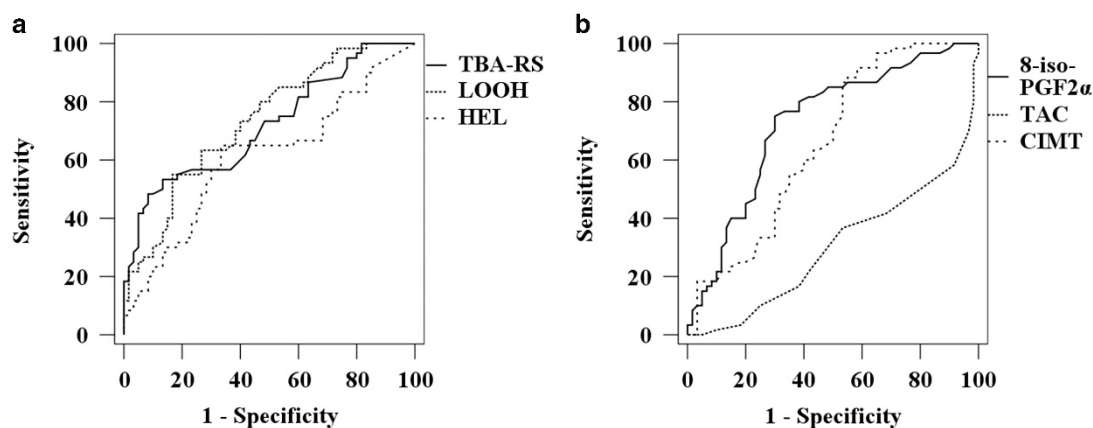 a
100
80
60
40
20
0
Sensitivity
0 20 40 60 80 100
1 - Specificity
TBA-RS
LOOH
HEL
b
100
80
60
40
20
0
Sensitivity
0 20 40 60 80 100
1 - Specificity
8-iso-
PGF2α
TAC
CIMT